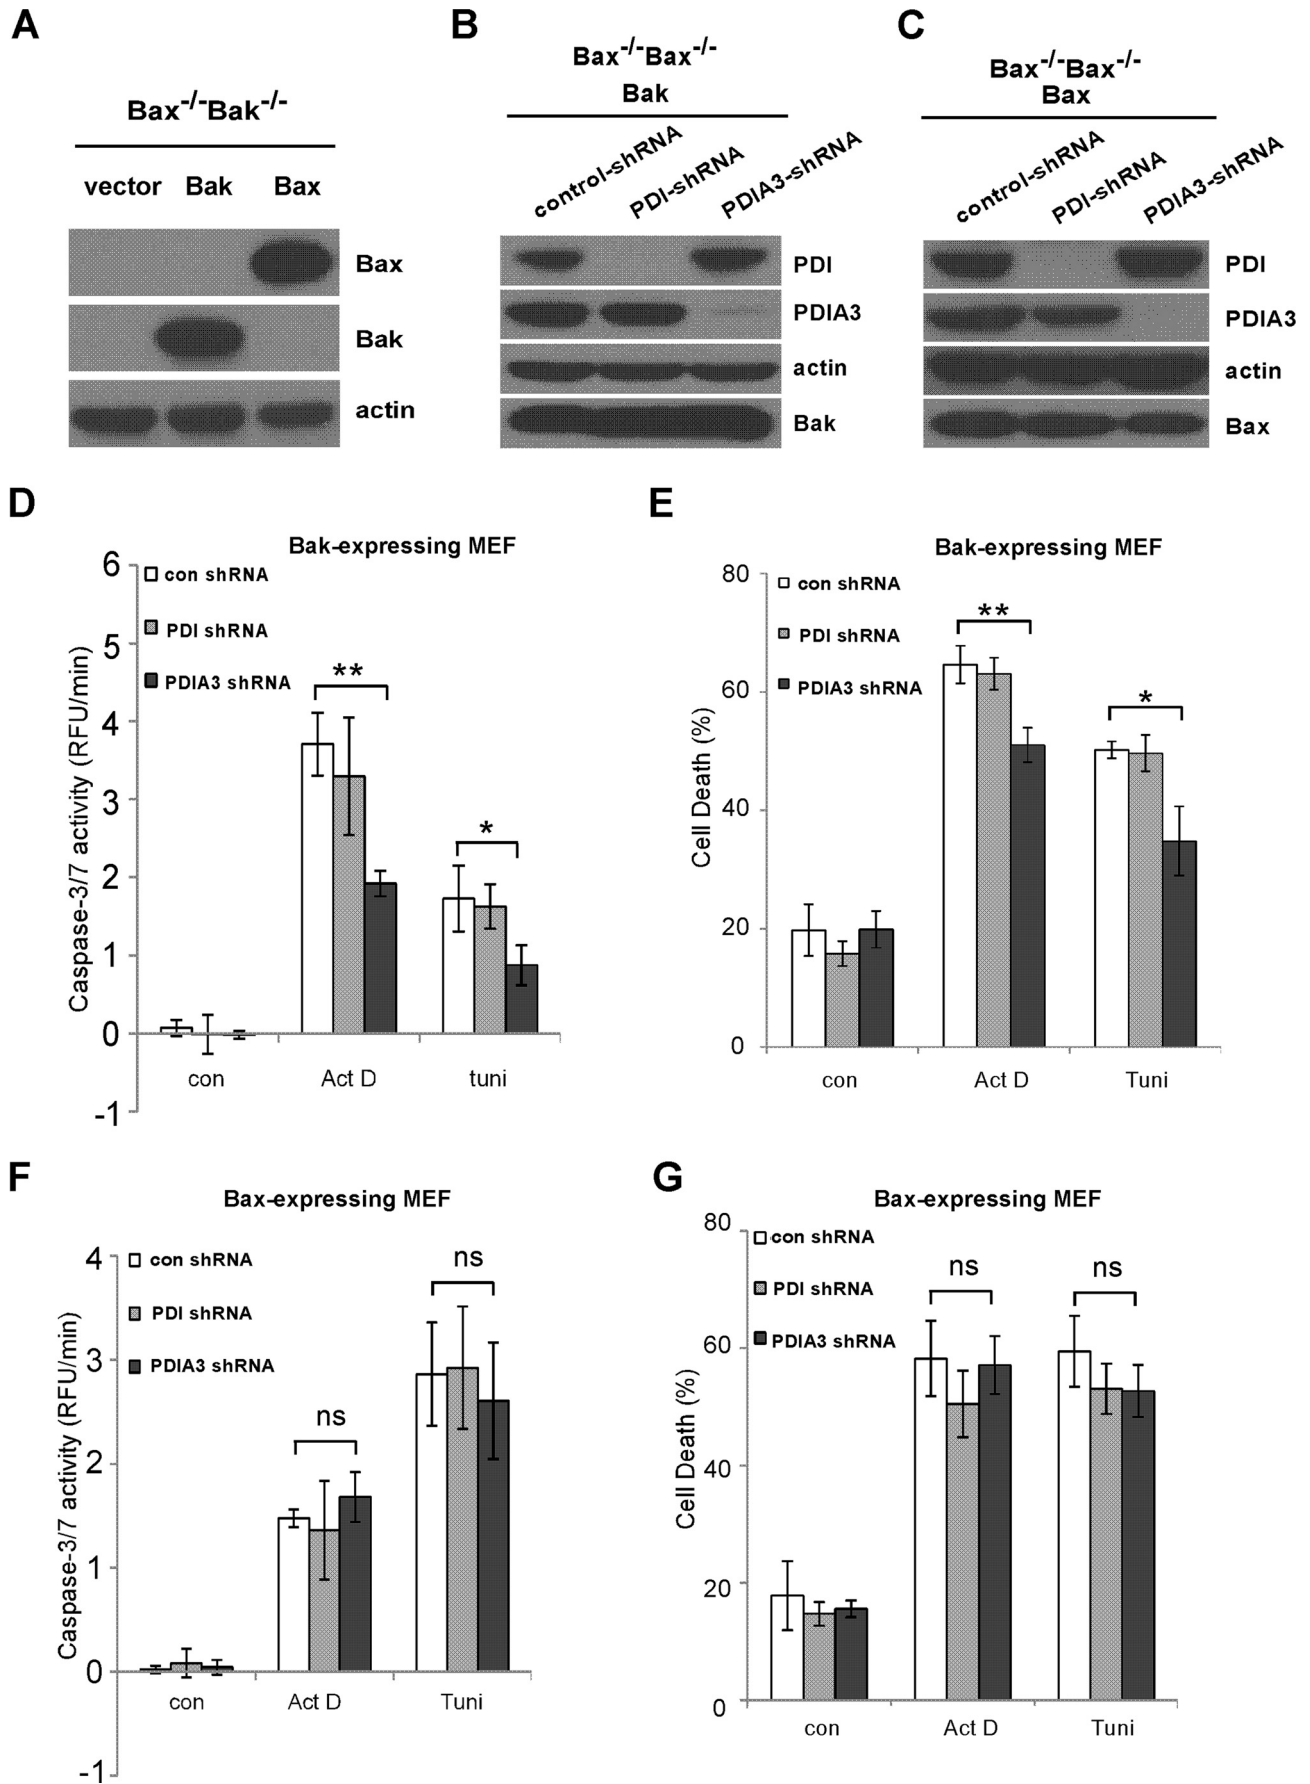 A
Bax-/-Bak-/-
vector Bak Bax
Bax
Bak
actin
B
Bax-/-Bax-/-
Bak
control-shRNA
PDI-shRNA
PDIA3-shRNA
PDI
PDIA3
actin
Bak
C
Bax-/-Bax-/-
Bax
control-shRNA
PDI-shRNA
PDIA3-shRNA
PDI
PDIA3
actin
Bax
D
Bak-expressing MEF
con shRNA
PDI shRNA
PDIA3 shRNA
Caspase-3/7 activity (RFU/min)
6
5
4
3
2
1
0
-1
**
*
con Act D tuni
E
Bak-expressing MEF
con shRNA
PDI shRNA
PDIA3 shRNA
Cell Death (%)
80
60
40
20
0
**
*
con Act D Tuni
F
Bax-expressing MEF
con shRNA
PDI shRNA
PDIA3 shRNA
Caspase-3/7 activity (RFU/min)
4
3
2
1
0
-1
ns
ns
con Act D Tuni
G
Bax-expressing MEF
con shRNA
PDI shRNA
PDIA3 shRNA
Cell Death (%)
80
60
40
20
0
ns
ns
con Act D Tuni